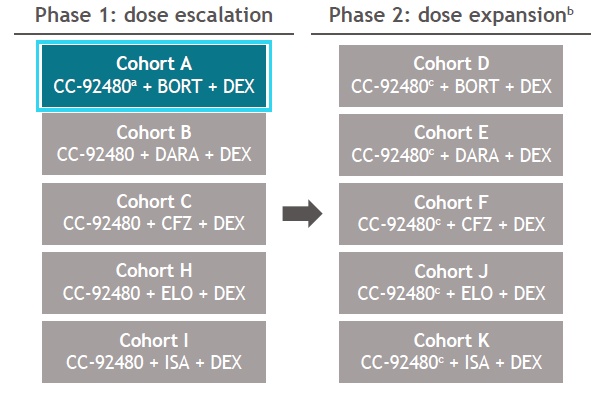 Phase 1: dose escalation
Cohort A
CC-92480ᵃ + BORT + DEX
Cohort B
CC-92480 + DARA + DEX
Cohort C
CC-92480 + CFZ + DEX
Cohort H
CC-92480 + ELO + DEX
Cohort I
CC-92480 + ISA + DEX
Phase 2: dose expansionᵇ
Cohort D
CC-92480ᶜ + BORT + DEX
Cohort E
CC-92480ᶜ + DARA + DEX
Cohort F
CC-92480ᶜ + CFZ + DEX
Cohort J
CC-92480ᶜ + ELO + DEX
Cohort K
CC-92480ᶜ + ISA + DEX